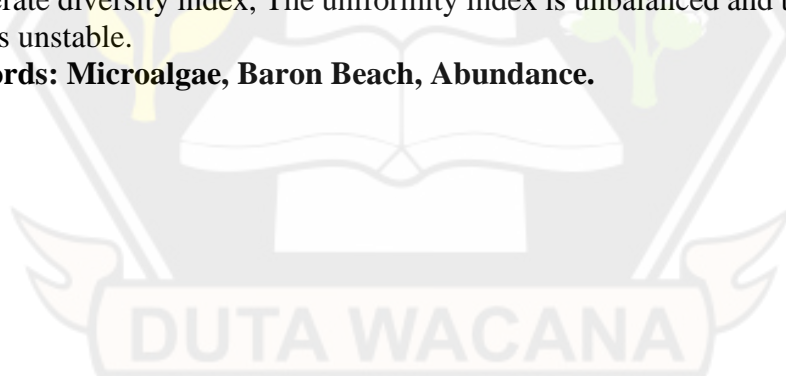 erate diversity index, The uniformity index is unbalanced and
s unstable.
ords: Microalgae, Baron Beach, Abundance.
DUTA WACANA